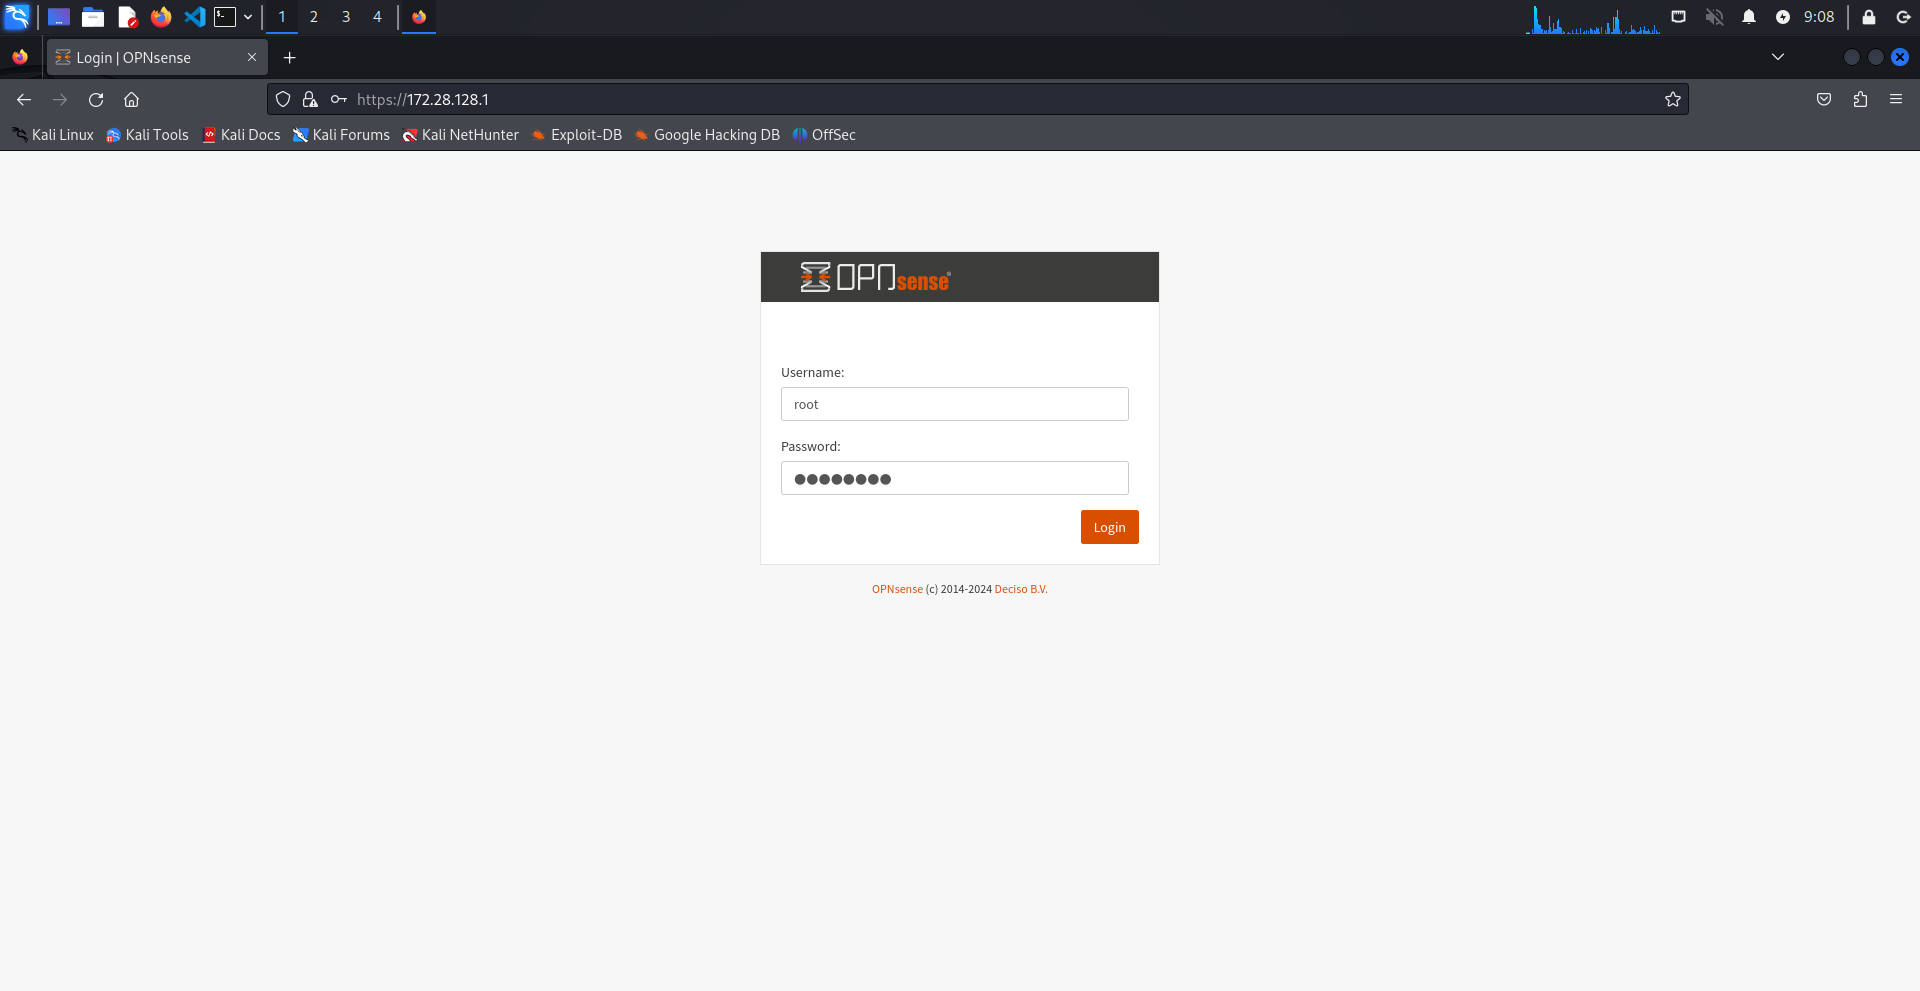 1 2 3 4 9:08
Login | OPNsense
https://172.28.128.1
Kali Linux Kali Tools Kali Docs Kali Forums Kali NetHunter Exploit-DB Google Hacking DB OffSec
OPNsense®
Username:
root
Password:
Login
OPNsense (c) 2014-2024 Deciso B.V.